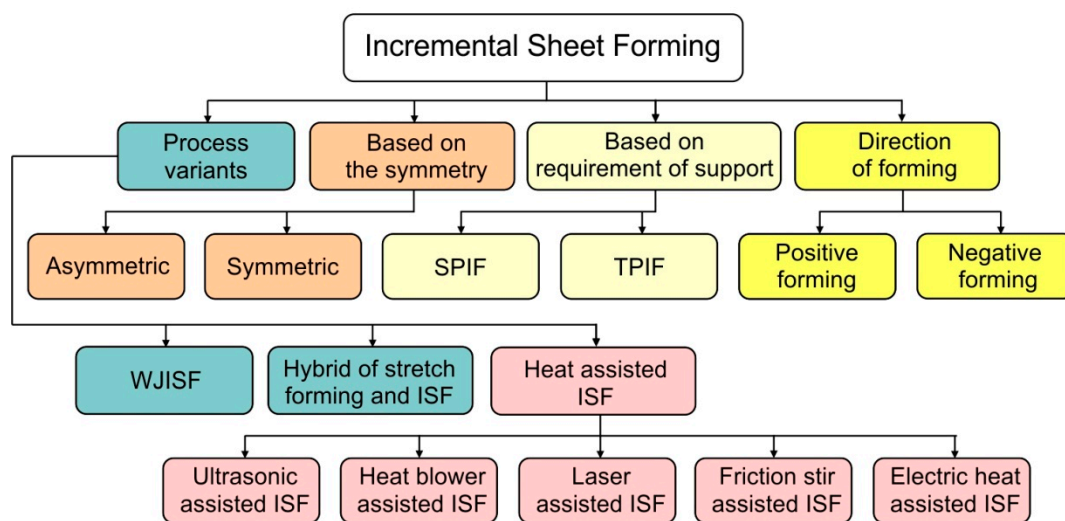 Incremental Sheet Forming
Process
variants
Based on
the symmetry
Based on
requirement of support
Direction
of forming
Asymmetric
Symmetric
SPIF
TPIF
Positive
forming
Negative
forming
WJISF
Hybrid of stretch
forming and ISF
Heat assisted
ISF
Ultrasonic
assisted ISF
Heat blower
assisted ISF
Laser
assisted ISF
Friction stir
assisted ISF
Electric heat
assisted ISF